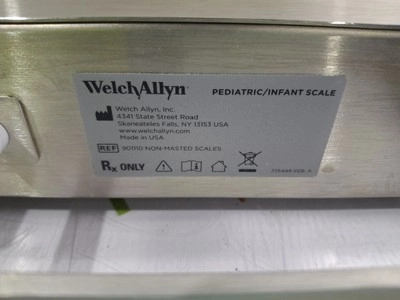 WelchAllyn
PEDIATRIC/INFANT SCALE
Welch Allyn, Inc.
4341 State Street Road
Skaneateles Falls, NY 13153 USA
www.welchallyn.com
Made in USA
REF 901110 NON-MASTED SCALES
Rx ONLY